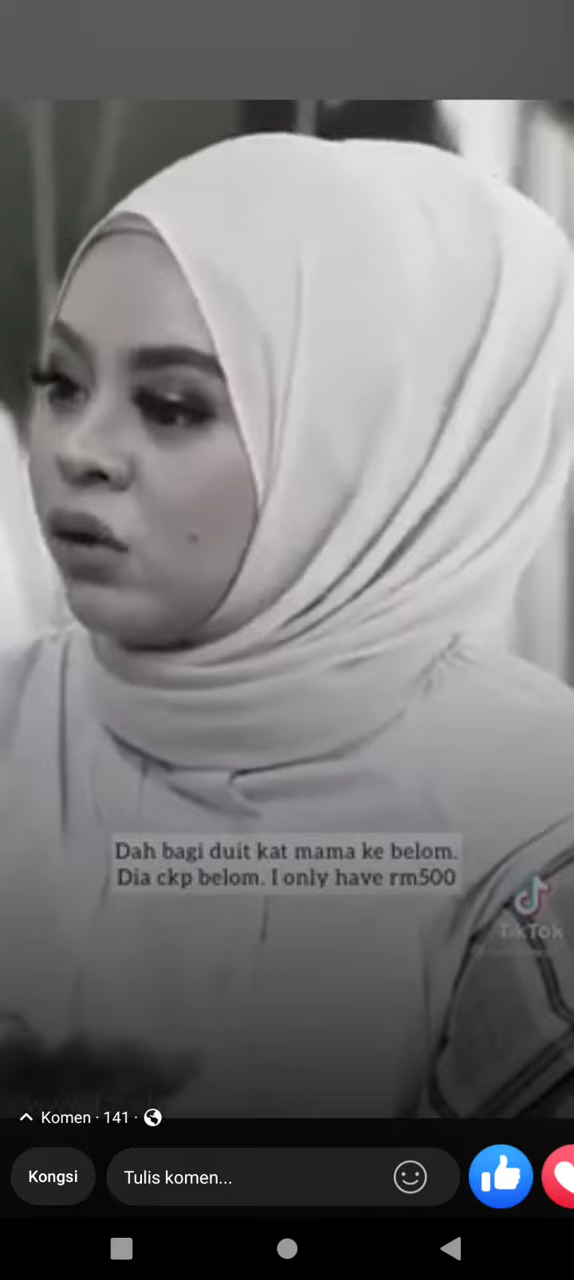 Dah bagi duit kat mama ke belom.
Dia ckp belom. I only have rm500
TikTok
Komen · 141 ·
Kongsi
Tulis komen...